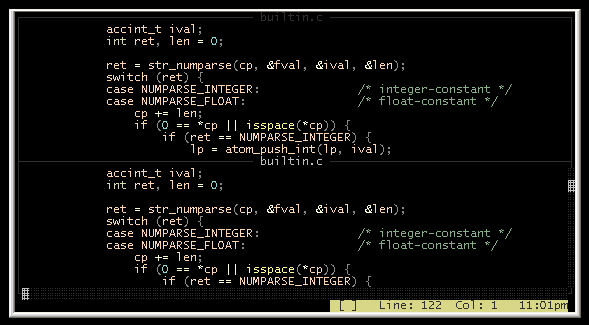 builtin.c
accint_t ival;
int ret, len = 0;
ret = str_numparse(cp, &fval, &ival, &len);
switch (ret) {
case NUMPARSE_INTEGER: /* integer-constant */
case NUMPARSE_FLOAT: /* float-constant */
cp += len;
if (0 == *cp || isspace(*cp)) {
if (ret == NUMPARSE_INTEGER) {
lp = atom_push_int(lp, ival);
builtin.c
accint_t ival;
int ret, len = 0;
ret = str_numparse(cp, &fval, &ival, &len);
switch (ret) {
case NUMPARSE_INTEGER: /* integer-constant */
case NUMPARSE_FLOAT: /* float-constant */
cp += len;
if (0 == *cp || isspace(*cp)) {
if (ret == NUMPARSE_INTEGER) {
Line: 122 Col: 1 11:01pm